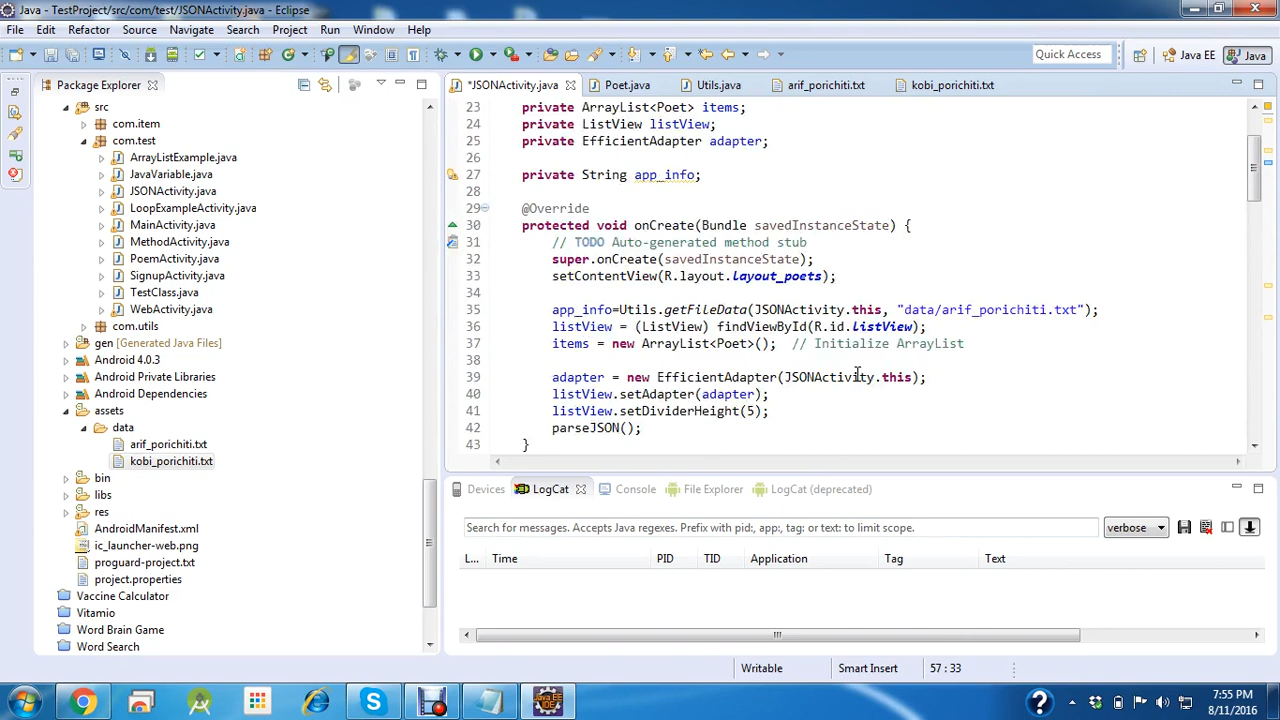 Java - TestProject/src/com/test/JSONActivity.java - Eclipse
File Edit Refactor Source Navigate Search Project Run Window Help
Quick Access
Java EE
Java
Package Explorer
src
com.item
com.test
ArrayListExample.java
JavaVariable.java
JSONActivity.java
LoopExampleActivity.java
MainActivity.java
MethodActivity.java
PoemActivity.java
SignupActivity.java
TestClass.java
WebActivity.java
com.utils
gen [Generated Java Files]
Android 4.0.3
Android Private Libraries
Android Dependencies
assets
data
arif_porichiti.txt
kobi_porichiti.txt
bin
libs
res
AndroidManifest.xml
ic_launcher-web.png
proguard-project.txt
project.properties
Vaccine Calculator
Vitamio
Word Brain Game
Word Search
*JSONActivity.java Poet.java Utils.java arif_porichiti.txt kobi_porichiti.txt
23 private ArrayList<Poet> items;
24 private ListView listView;
25 private EfficientAdapter adapter;
26
27 private String app_info;
28
29 @Override
30 protected void onCreate(Bundle savedInstanceState) {
31 // TODO Auto-generated method stub
32 super.onCreate(savedInstanceState);
33 setContentView(R.layout.layout_poets);
34
35 app_info=Utils.getFileData(JSONActivity.this, "data/arif_porichiti.txt");
36 listView = (ListView) findViewById(R.id.listView);
37 items = new ArrayList<Poet>(); // Initialize ArrayList
38
39 adapter = new EfficientAdapter(JSONActivity.this);
40 listView.setAdapter(adapter);
41 listView.setDividerHeight(5);
42 parseJSON();
43 }
Devices LogCat Console File Explorer LogCat (deprecated)
Search for messages. Accepts Java regexes. Prefix with pid:, app:, tag: or text: to limit scope.
verbose
L... Time PID TID Application Tag Text
Writable Smart Insert 57 : 33
7:55 PM
8/11/2016